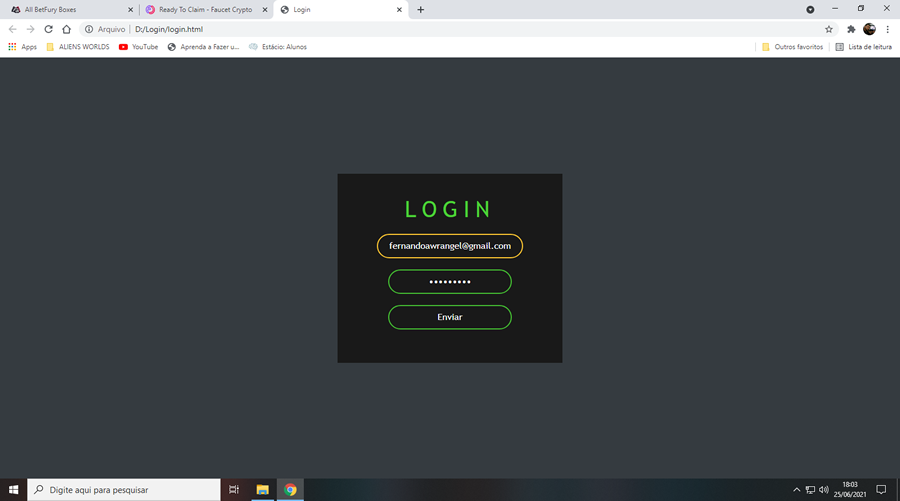 All BetFury Boxes
Ready To Claim - Faucet Crypto
Login
Arquivo | D:/Login/login.html
Apps
ALIENS WORLDS
YouTube
Aprenda a Fazer u...
Estácio: Alunos
Outros favoritos
Lista de leitura
LOGIN
fernandoawrangel@gmail.com
Enviar
Digite aqui para pesquisar
18:03
25/06/2021